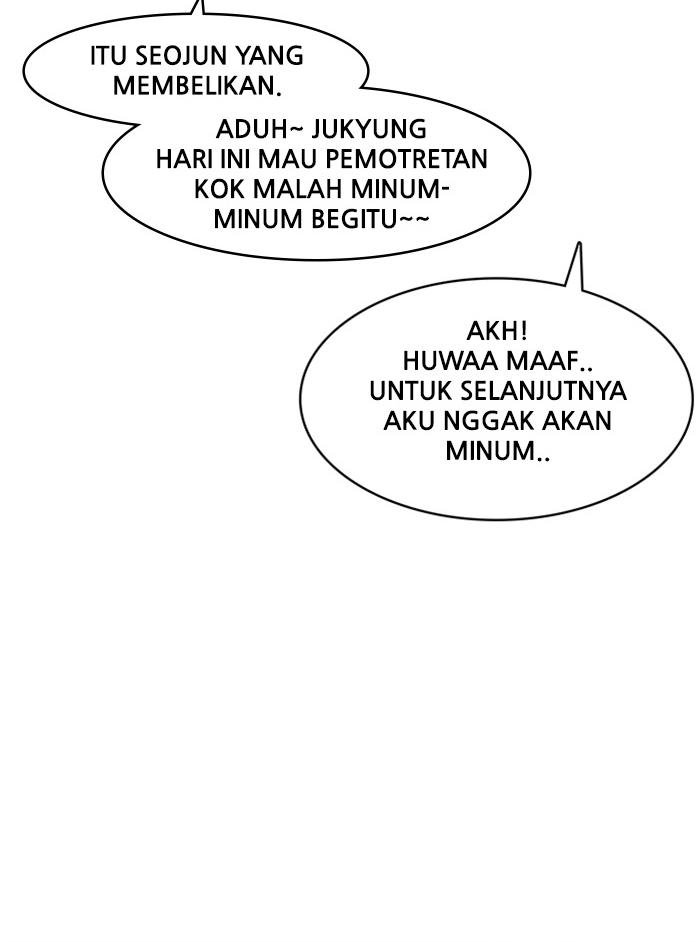 ITU SEOJUN YANG
MEMBELIKAN.
ADUH~ JUKYUNG
HARI INI MAU PEMOTRETAN
KOK MALAH MINUM-
MINUM BEGITU~~
AKH!
HUWAA MAAF..
UNTUK SELANJUTNYA
AKU NGGAK AKAN
MINUM..